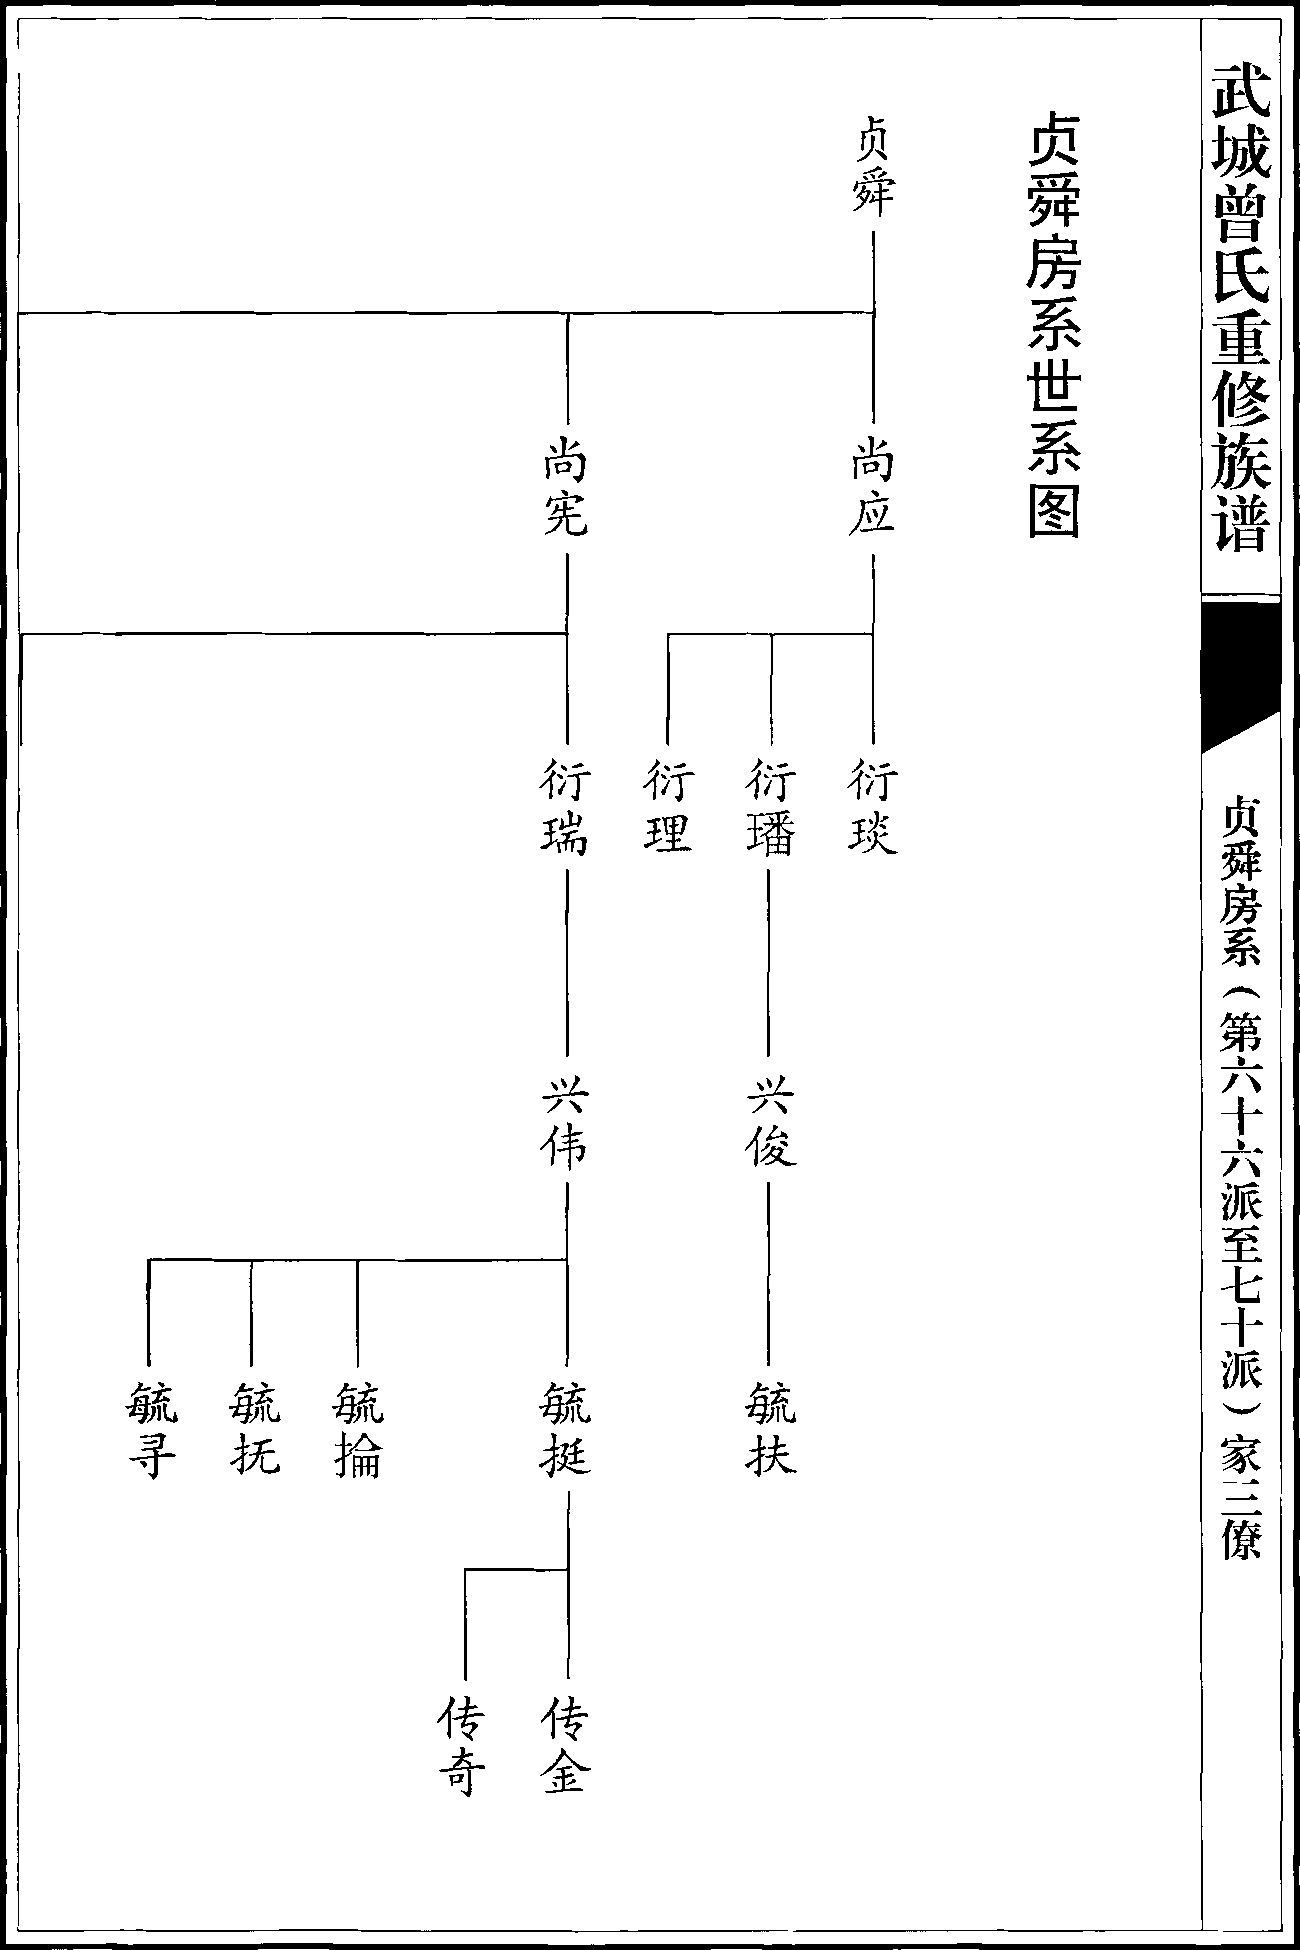 武城曾氏重修族谱
贞舜房系（第六十六派至七十派）家三僚
贞舜房系世系图
贞舜
尚应
尚宪
衍琰
衍璠
衍理
衍瑞
兴俊
兴伟
毓扶
毓挺
毓掄
毓抚
毓寻
传金
传奇